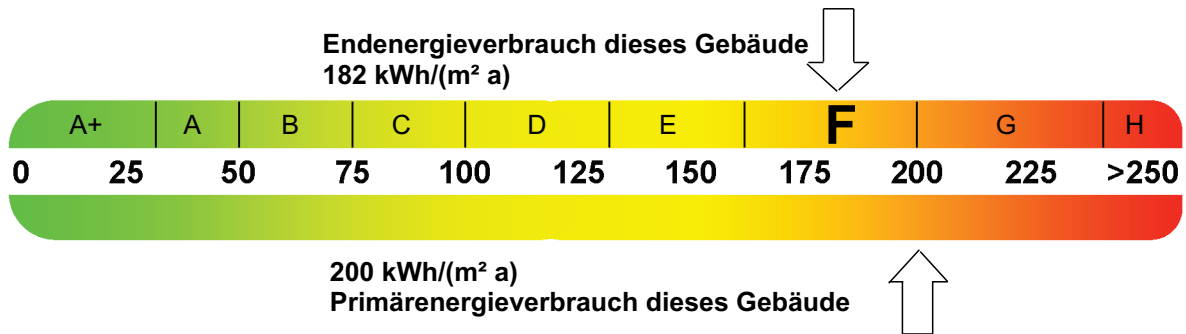 Endenergieverbrauch dieses Gebäude
182 kWh/(m² a)
A+ A B C D E F G H
0 25 50 75 100 125 150 175 200 225 >250
200 kWh/(m² a)
Primärenergieverbrauch dieses Gebäude